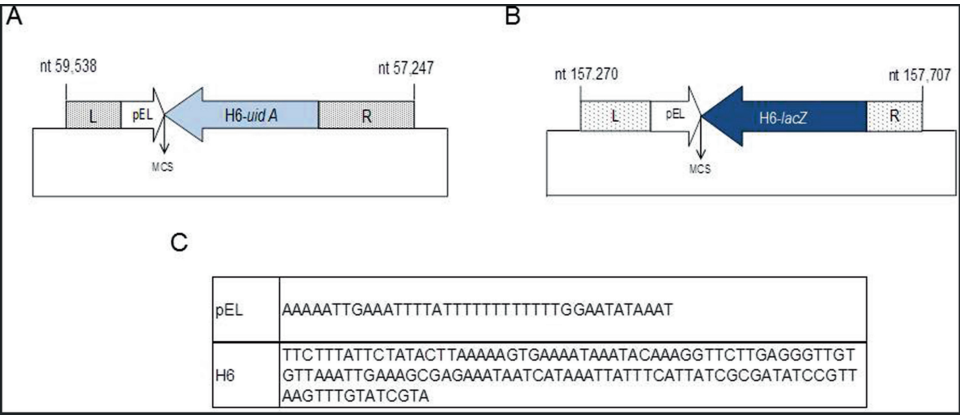 A
B
nt 59,538
nt 57,247
L
pEL
H6-uid A
R
MCS
nt 157.270
nt 157,707
L
pEL
H6-lacZ
R
MCS
C
pEL
AAAAATTGAAATTTTATTTTTTTTTTTTGGAATATAAAT
H6
TTCTTTATTCTATACTTAAAAAGTGAAAATAAATACAAAGGTTCTTGAGGGTTGT
GTTAAATTGAAAGCGAGAAATAATCATAAATTATTTCATTATCGCGATATCCGTT
AAGTTTGTATCGTA